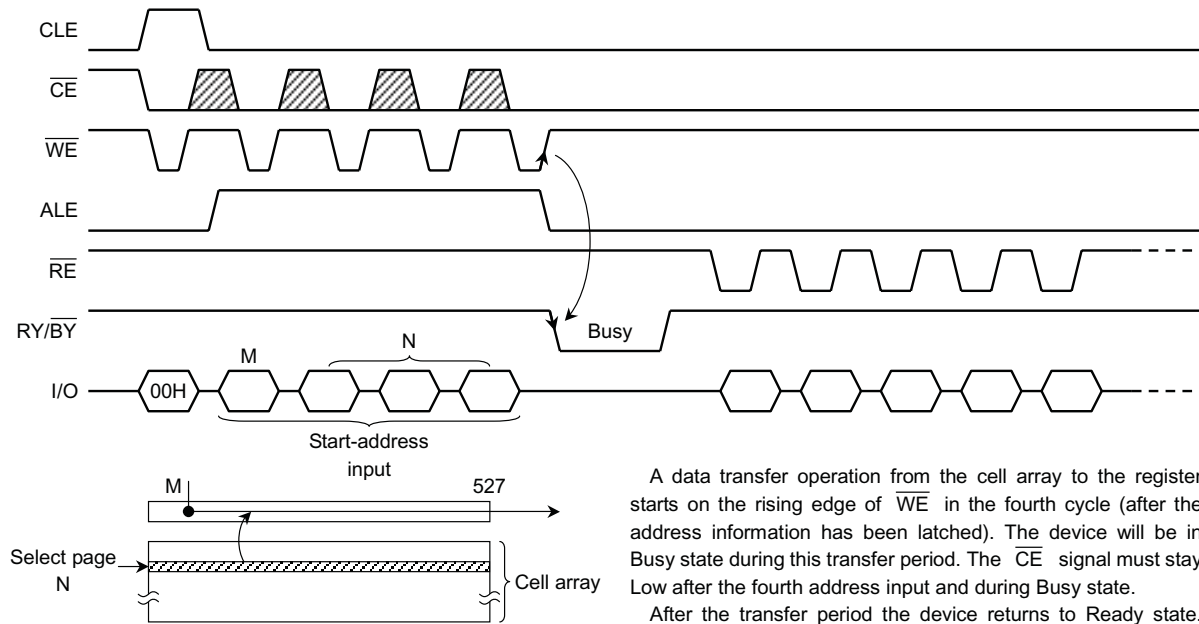 CLE
CE
WE
ALE
RE
RY/BY
Busy
M
N
I/O
00H
Start-address
input
M
527
Select page
N
Cell array
A data transfer operation from the cell array to the register
starts on the rising edge of WE in the fourth cycle (after the
address information has been latched). The device will be in
Busy state during this transfer period. The CE signal must stay
Low after the fourth address input and during Busy state.
After the transfer period the device returns to Ready state.